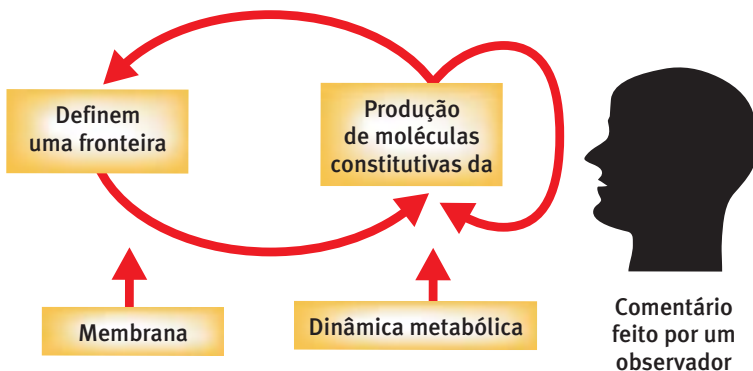 Definem
uma fronteira
Produção
de moléculas
constitutivas da
Membrana
Dinâmica metabólica
Comentário
feito por um
observador